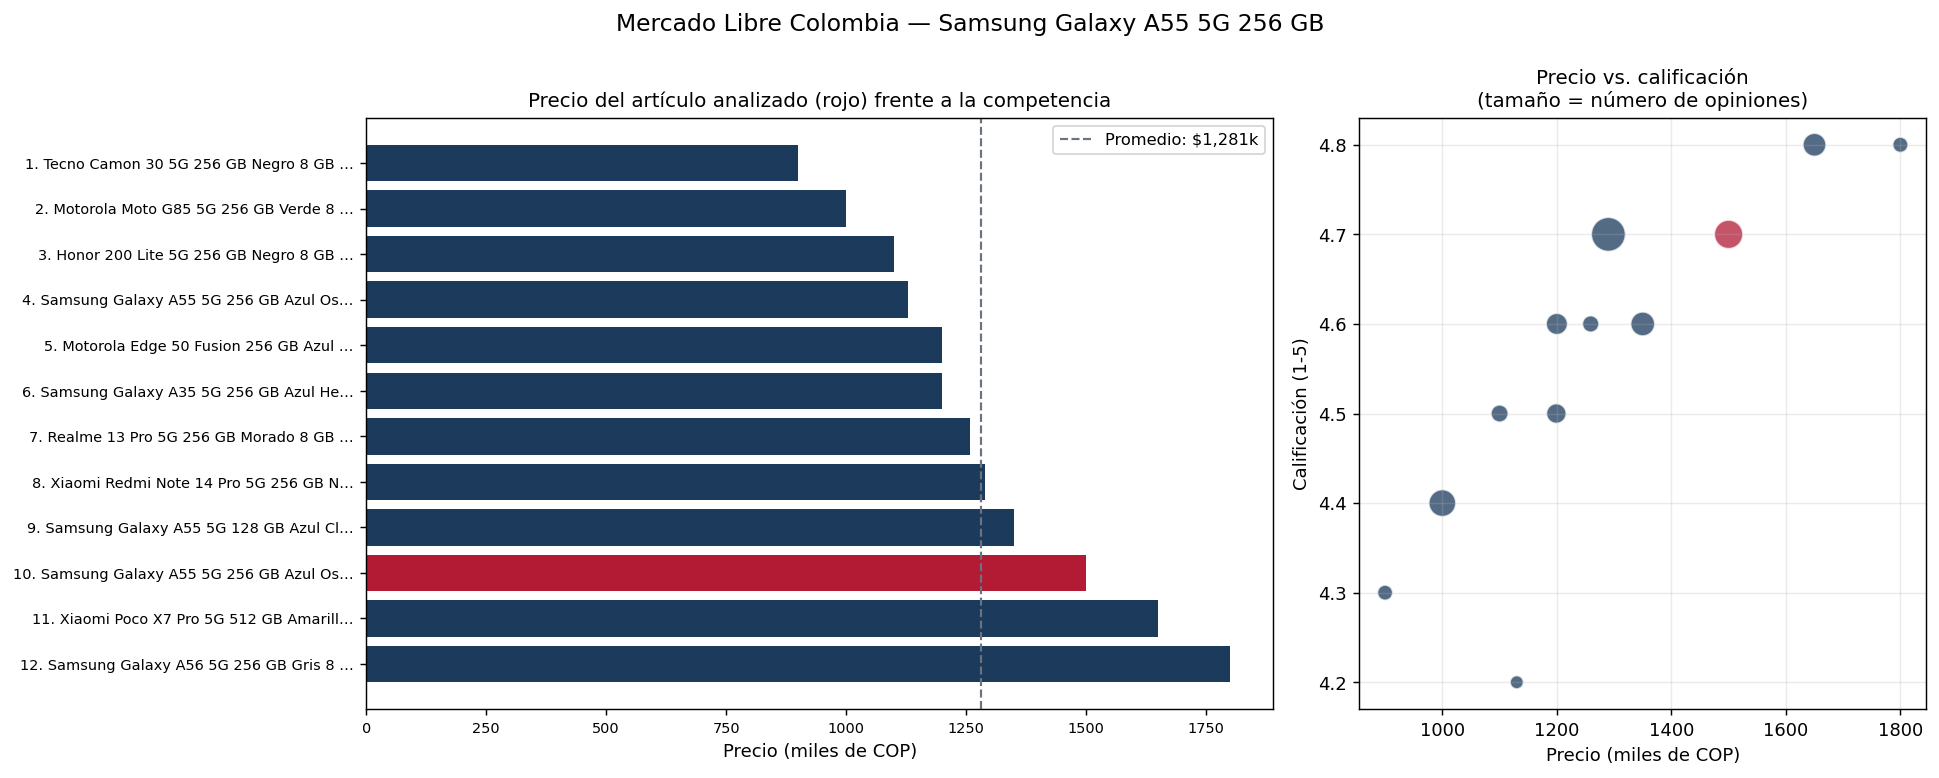 Mercado Libre Colombia — Samsung Galaxy A55 5G 256 GB
Precio del artículo analizado (rojo) frente a la competencia
Promedio: $1,281k
1. Tecno Camon 30 5G 256 GB Negro 8 GB …
2. Motorola Moto G85 5G 256 GB Verde 8 …
3. Honor 200 Lite 5G 256 GB Negro 8 GB …
4. Samsung Galaxy A55 5G 256 GB Azul Os…
5. Motorola Edge 50 Fusion 256 GB Azul …
6. Samsung Galaxy A35 5G 256 GB Azul He…
7. Realme 13 Pro 5G 256 GB Morado 8 GB …
8. Xiaomi Redmi Note 14 Pro 5G 256 GB N…
9. Samsung Galaxy A55 5G 128 GB Azul Cl…
10. Samsung Galaxy A55 5G 256 GB Azul Os…
11. Xiaomi Poco X7 Pro 5G 512 GB Amarill…
12. Samsung Galaxy A56 5G 256 GB Gris 8 …
0 250 500 750 1000 1250 1500 1750
Precio (miles de COP)
Precio vs. calificación
(tamaño = número de opiniones)
Calificación (1-5)
4.8
4.7
4.6
4.5
4.4
4.3
4.2
1000 1200 1400 1600 1800
Precio (miles de COP)